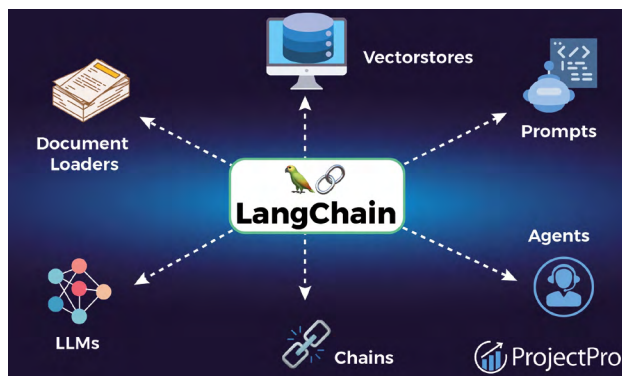 Vectorstores
Document
Loaders
Prompts
LangChain
Agents
LLMs
Chains
ProjectPro